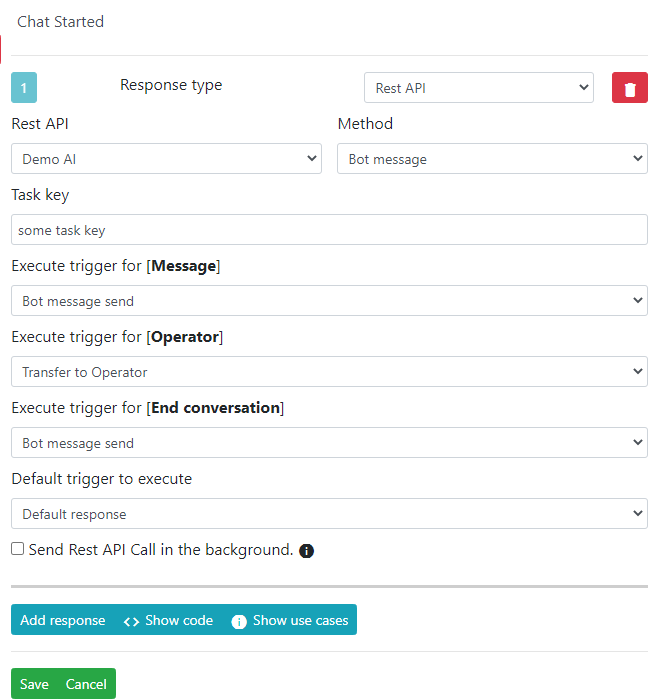 Chat Started
1 Response type Rest API
Rest API Method
Demo AI Bot message
Task key
some task key
Execute trigger for [Message]
Bot message send
Execute trigger for [Operator]
Transfer to Operator
Execute trigger for [End conversation]
Bot message send
Default trigger to execute
Default response
Send Rest API Call in the background.
Add response <> Show code Show use cases
Save Cancel